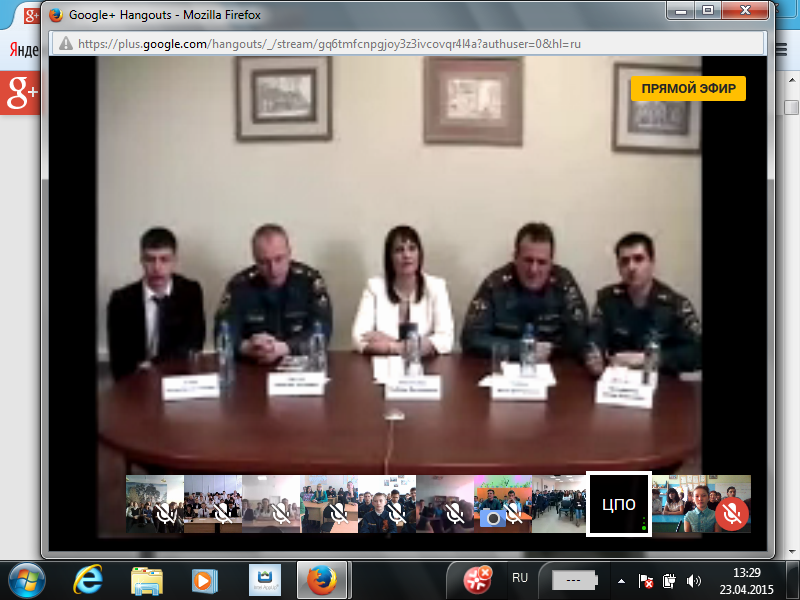 Google+ Hangouts - Mozilla Firefox
Янде
https://plus.google.com/hangouts/_/stream/gq6tmfcnpgjoy3z3ivcovqr4l4a?authuser=0&hl=ru
g+
ПРЯМОЙ ЭФИР
ЦПО
RU
13:29
23.04.2015